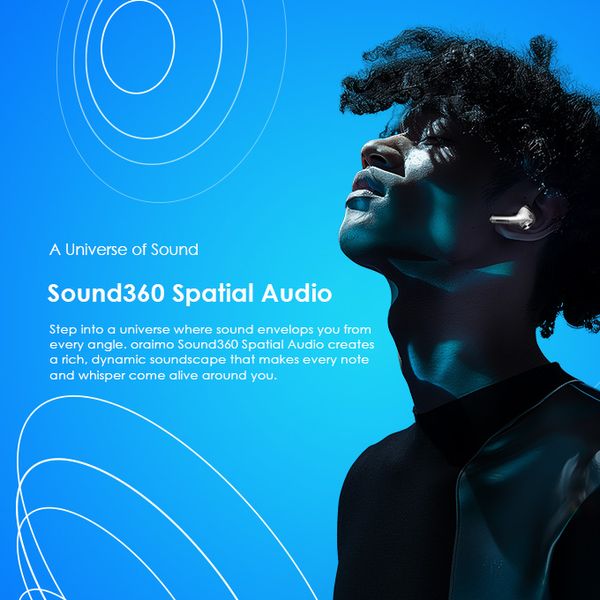 A Universe of Sound
Sound360 Spatial Audio
Step into a universe where sound envelops you from
every angle. oraimo Sound360 Spatial Audio creates
a rich, dynamic soundscape that makes every note
and whisper come alive around you.